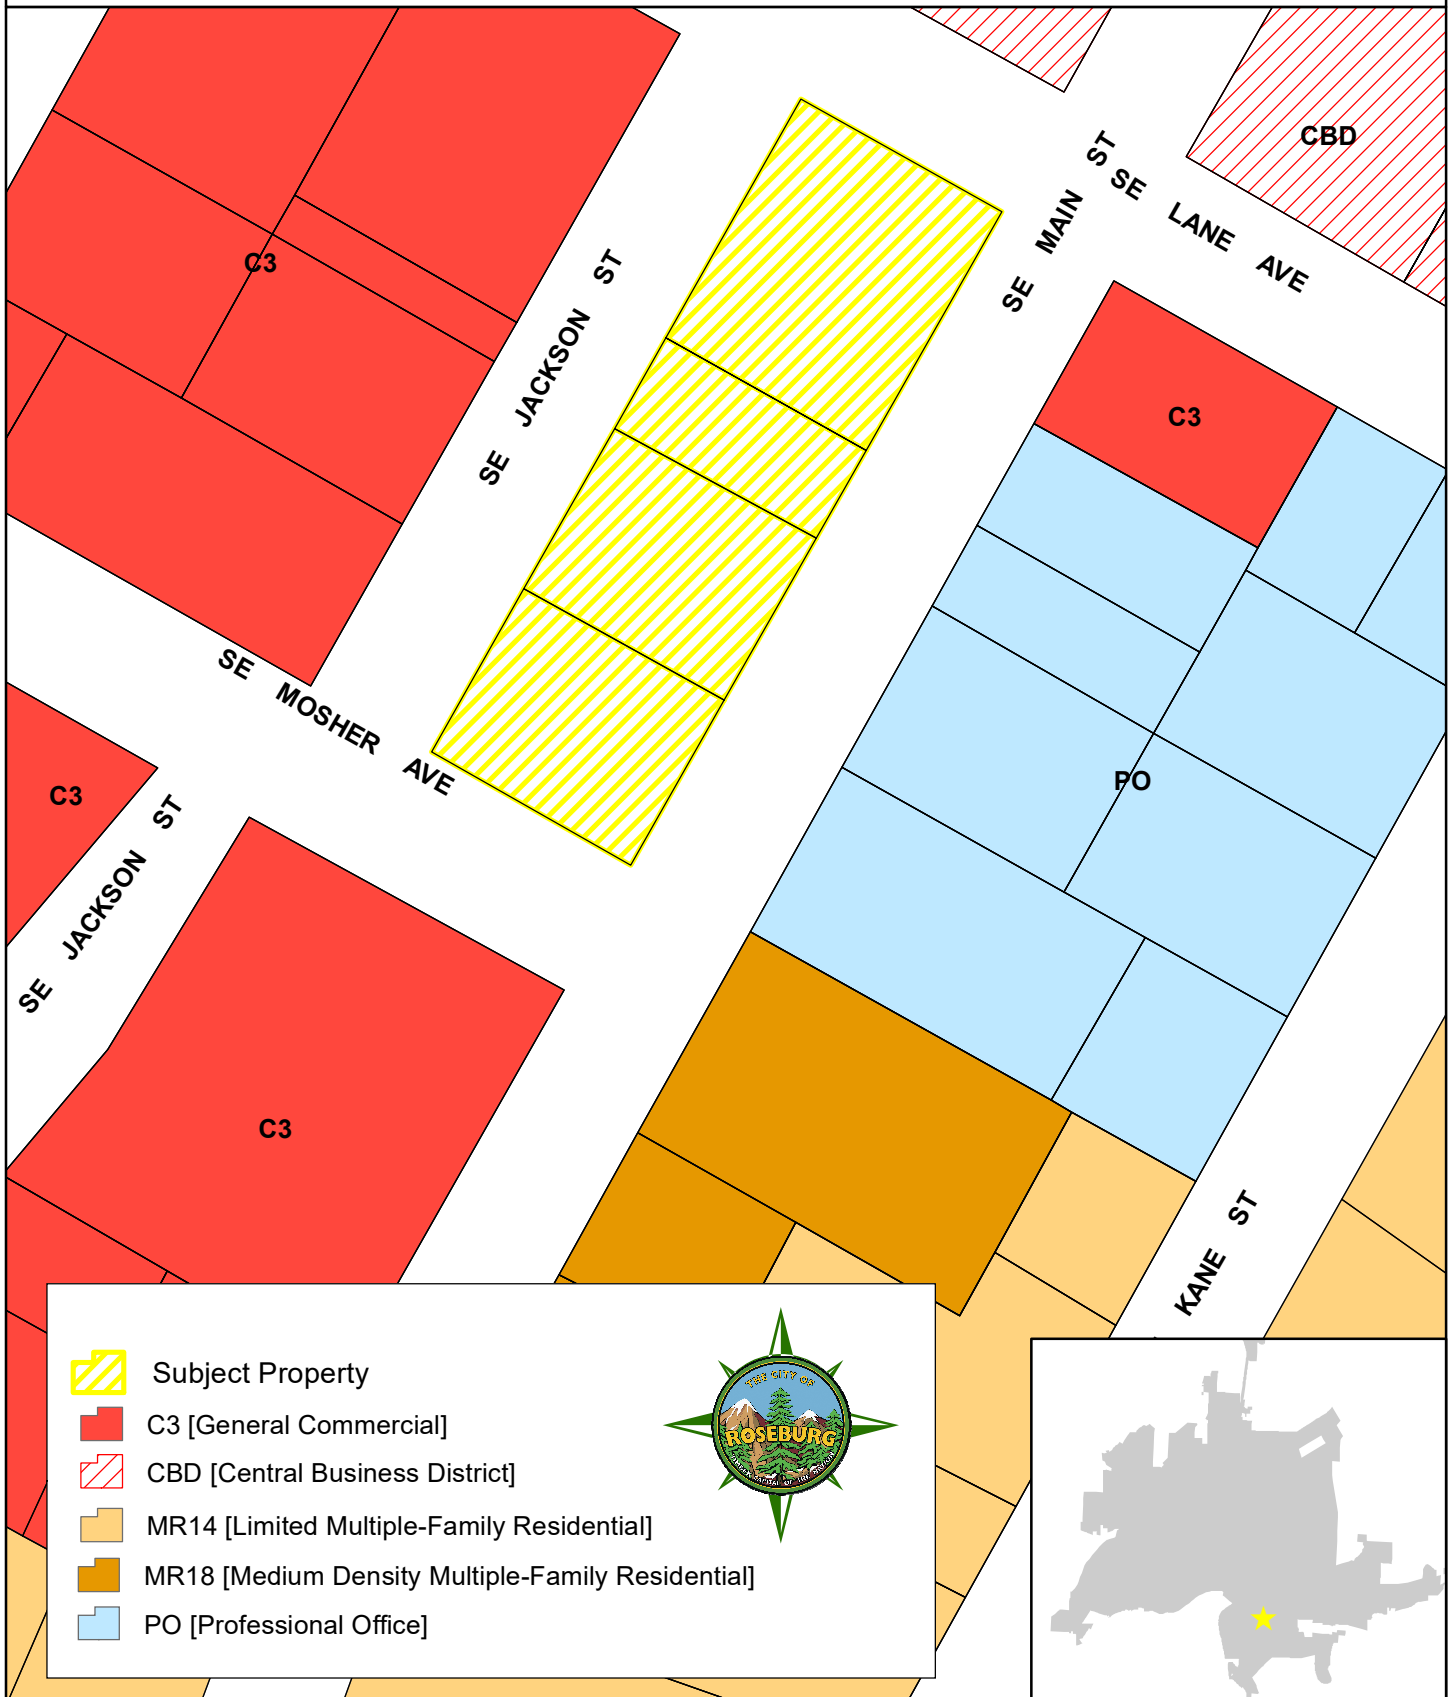 CBD
SE MAIN ST
SE LANE AVE
C3
SE JACKSON ST
C3
SE MOSHER AVE
PO
C3
SE JACKSON ST
C3
KANE ST
Subject Property
C3 [General Commercial]
CBD [Central Business District]
MR14 [Limited Multiple-Family Residential]
MR18 [Medium Density Multiple-Family Residential]
PO [Professional Office]
THE CITY OF
ROSEBURG